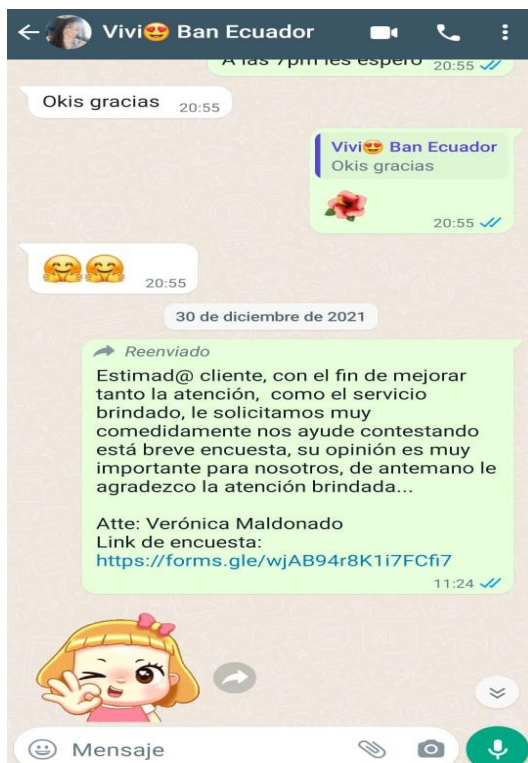 Vivi😍 Ban Ecuador
A las 7pm les espero 20:55
Okis gracias 20:55
Vivi😍 Ban Ecuador
Okis gracias
🌺
20:55
🤗🤗 20:55
30 de diciembre de 2021
Reenviado
Estimad@ cliente, con el fin de mejorar
tanto la atención, como el servicio
brindado, le solicitamos muy
comedidamente nos ayude contestando
está breve encuesta, su opinión es muy
importante para nosotros, de antemano le
agradezco la atención brindada...
Atte: Verónica Maldonado
Link de encuesta:
https://forms.gle/wjAB94r8K1i7FCfi7
11:24
Mensaje